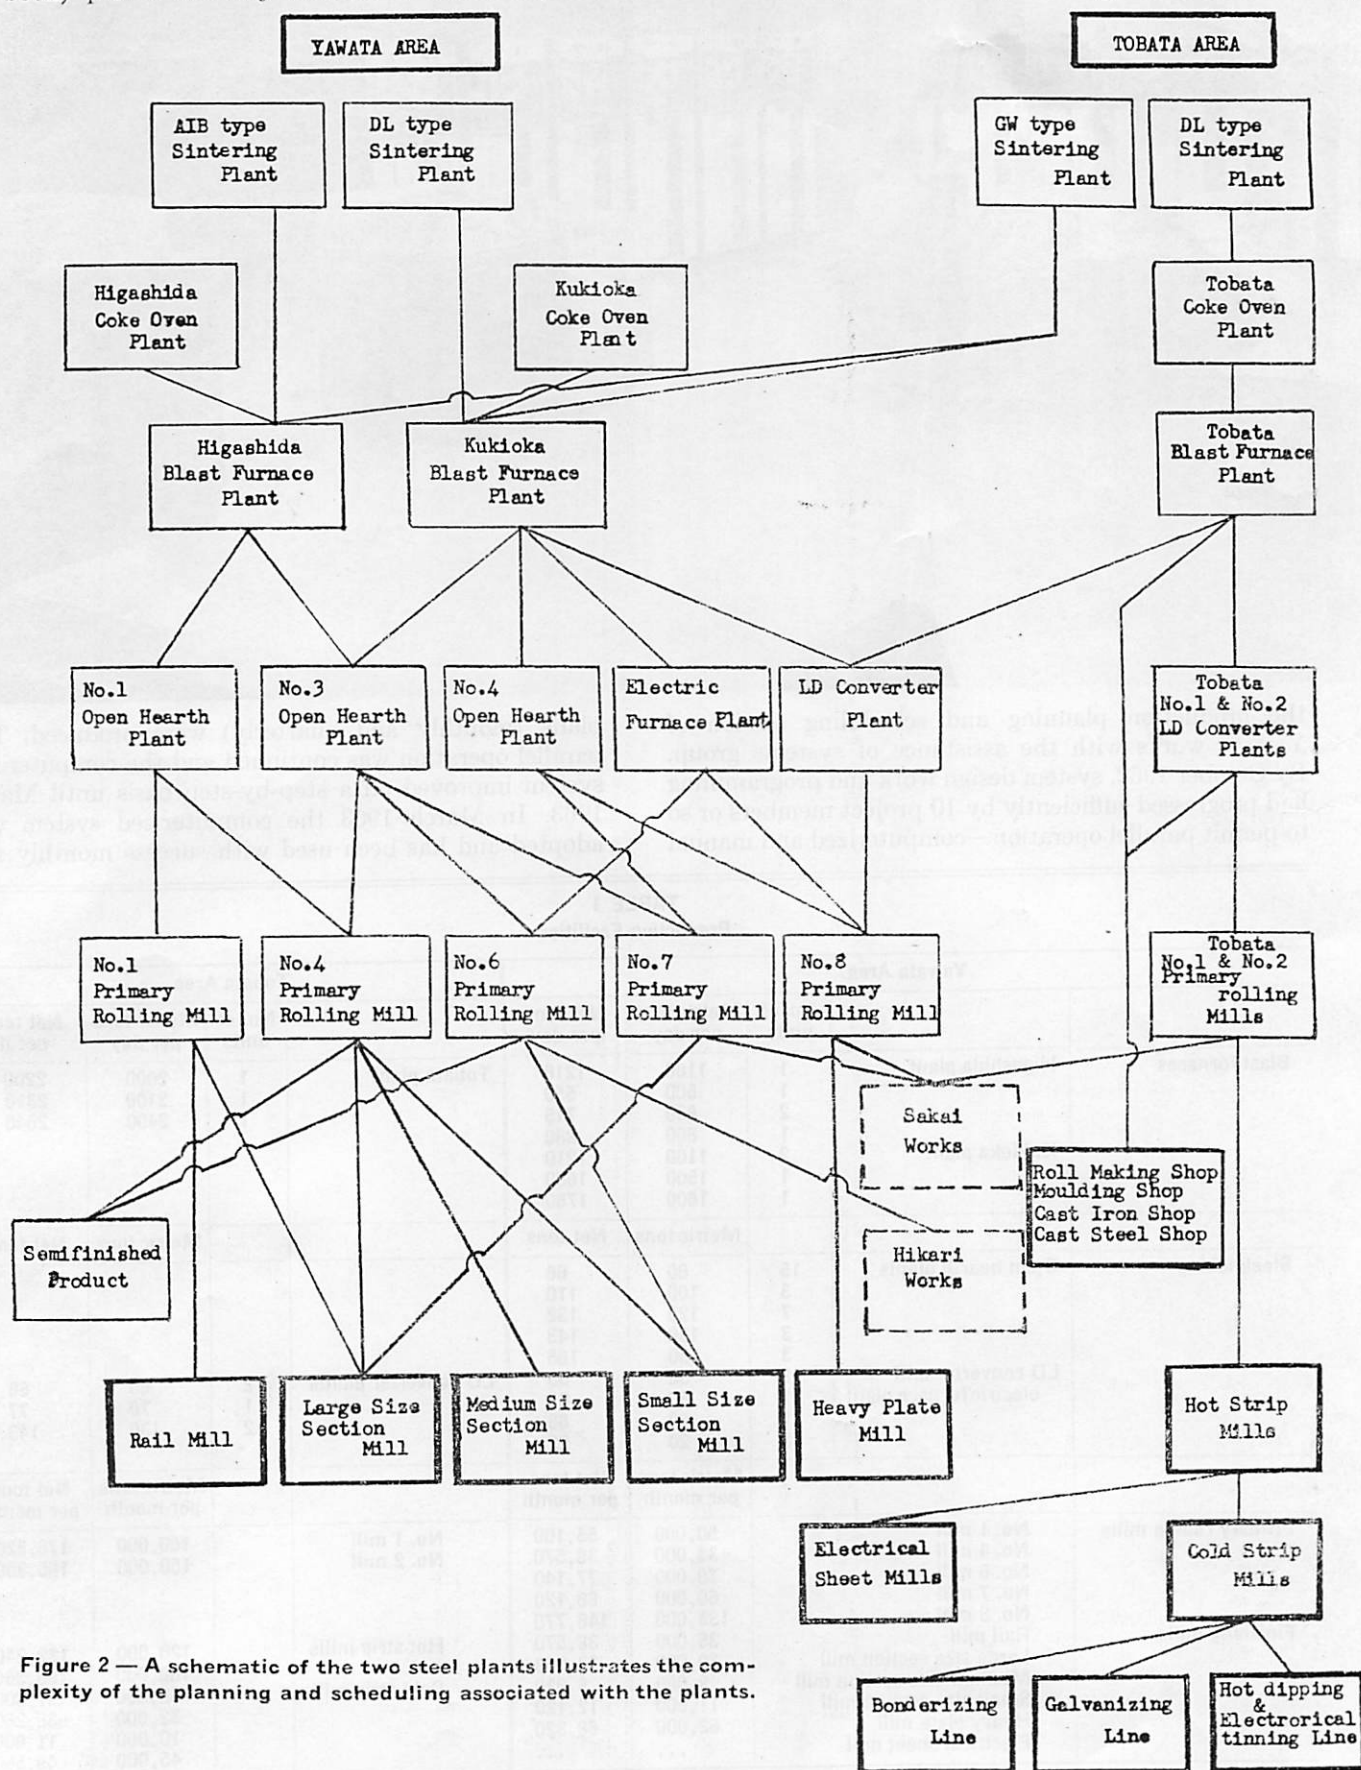 YAWATA AREA
TOBATA AREA
AIB type
Sintering
Plant
DL type
Sintering
Plant
GW type
Sintering
Plant
DL type
Sintering
Plant
Higashida
Coke Oven
Plant
Kukioka
Coke Oven
Plant
Tobata
Coke Oven
Plant
Higashida
Blast Furnace
Plant
Kukioka
Blast Furnace
Plant
Tobata
Blast Furnace
Plant
No.1
Open Hearth
Plant
No.3
Open Hearth
Plant
No.4
Open Hearth
Plant
Electric
Furnace Plant
LD Converter
Plant
Tobata
No.1 & No.2
LD Converter
Plants
No.1
Primary
Rolling Mill
No.4
Primary
Rolling Mill
No.6
Primary
Rolling Mill
No.7
Primary
Rolling Mill
No.8
Primary
Rolling Mill
Tobata
No.1 & No.2
Primary
rolling
Mills
Sakai
Works
Roll Making Shop
Moulding Shop
Cast Iron Shop
Cast Steel Shop
Semifinished
Product
Hikari
Works
Rail Mill
Large Size
Section
Mill
Medium Size
Section
Mill
Small Size
Section
Mill
Heavy Plate
Mill
Hot Strip
Mills
Electrical
Sheet Mills
Cold Strip
Mills
Bonderizing
Line
Galvanizing
Line
Hot dipping
&
Electrorical
tinning Line
Figure 2 — A schematic of the two steel plants illustrates the com-
plexity of the planning and scheduling associated with the plants.